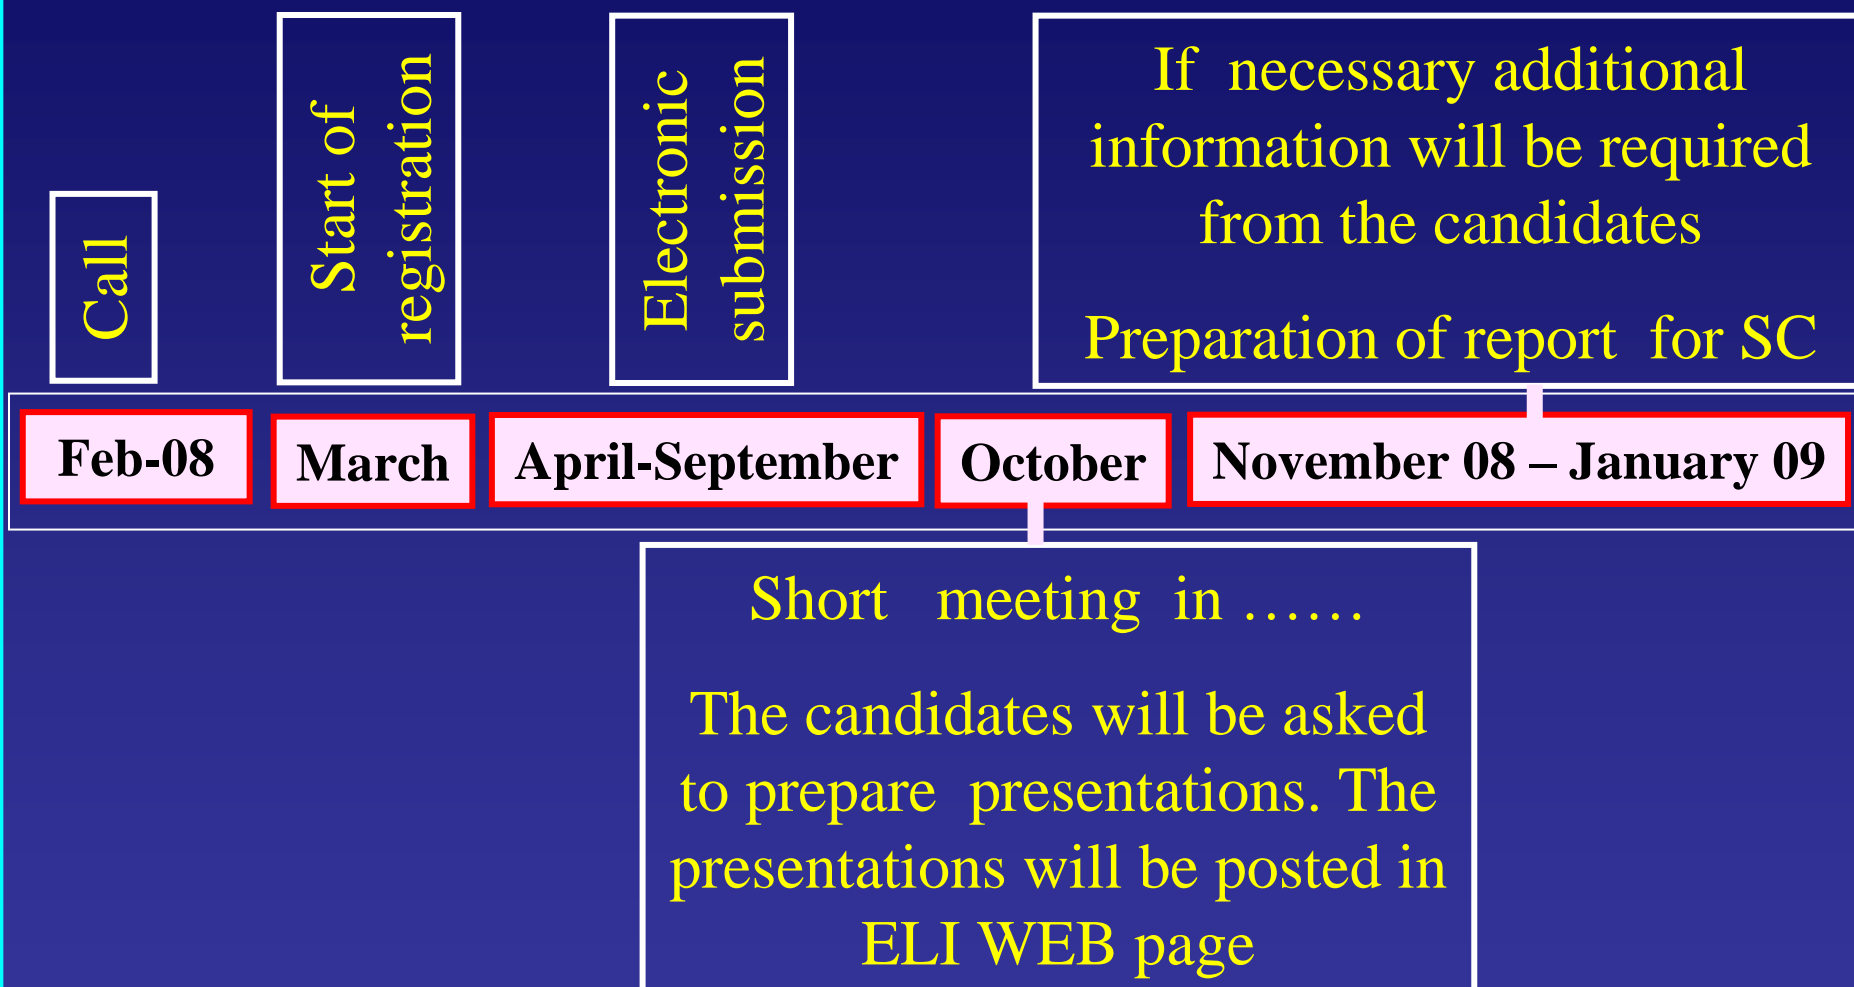 Call
Start of
registration
Electronic
submission
If necessary additional
information will be required
from the candidates
Preparation of report for SC
Feb-08
March
April-September
October
November 08 – January 09
Short meeting in ……
The candidates will be asked
to prepare presentations. The
presentations will be posted in
ELI WEB page